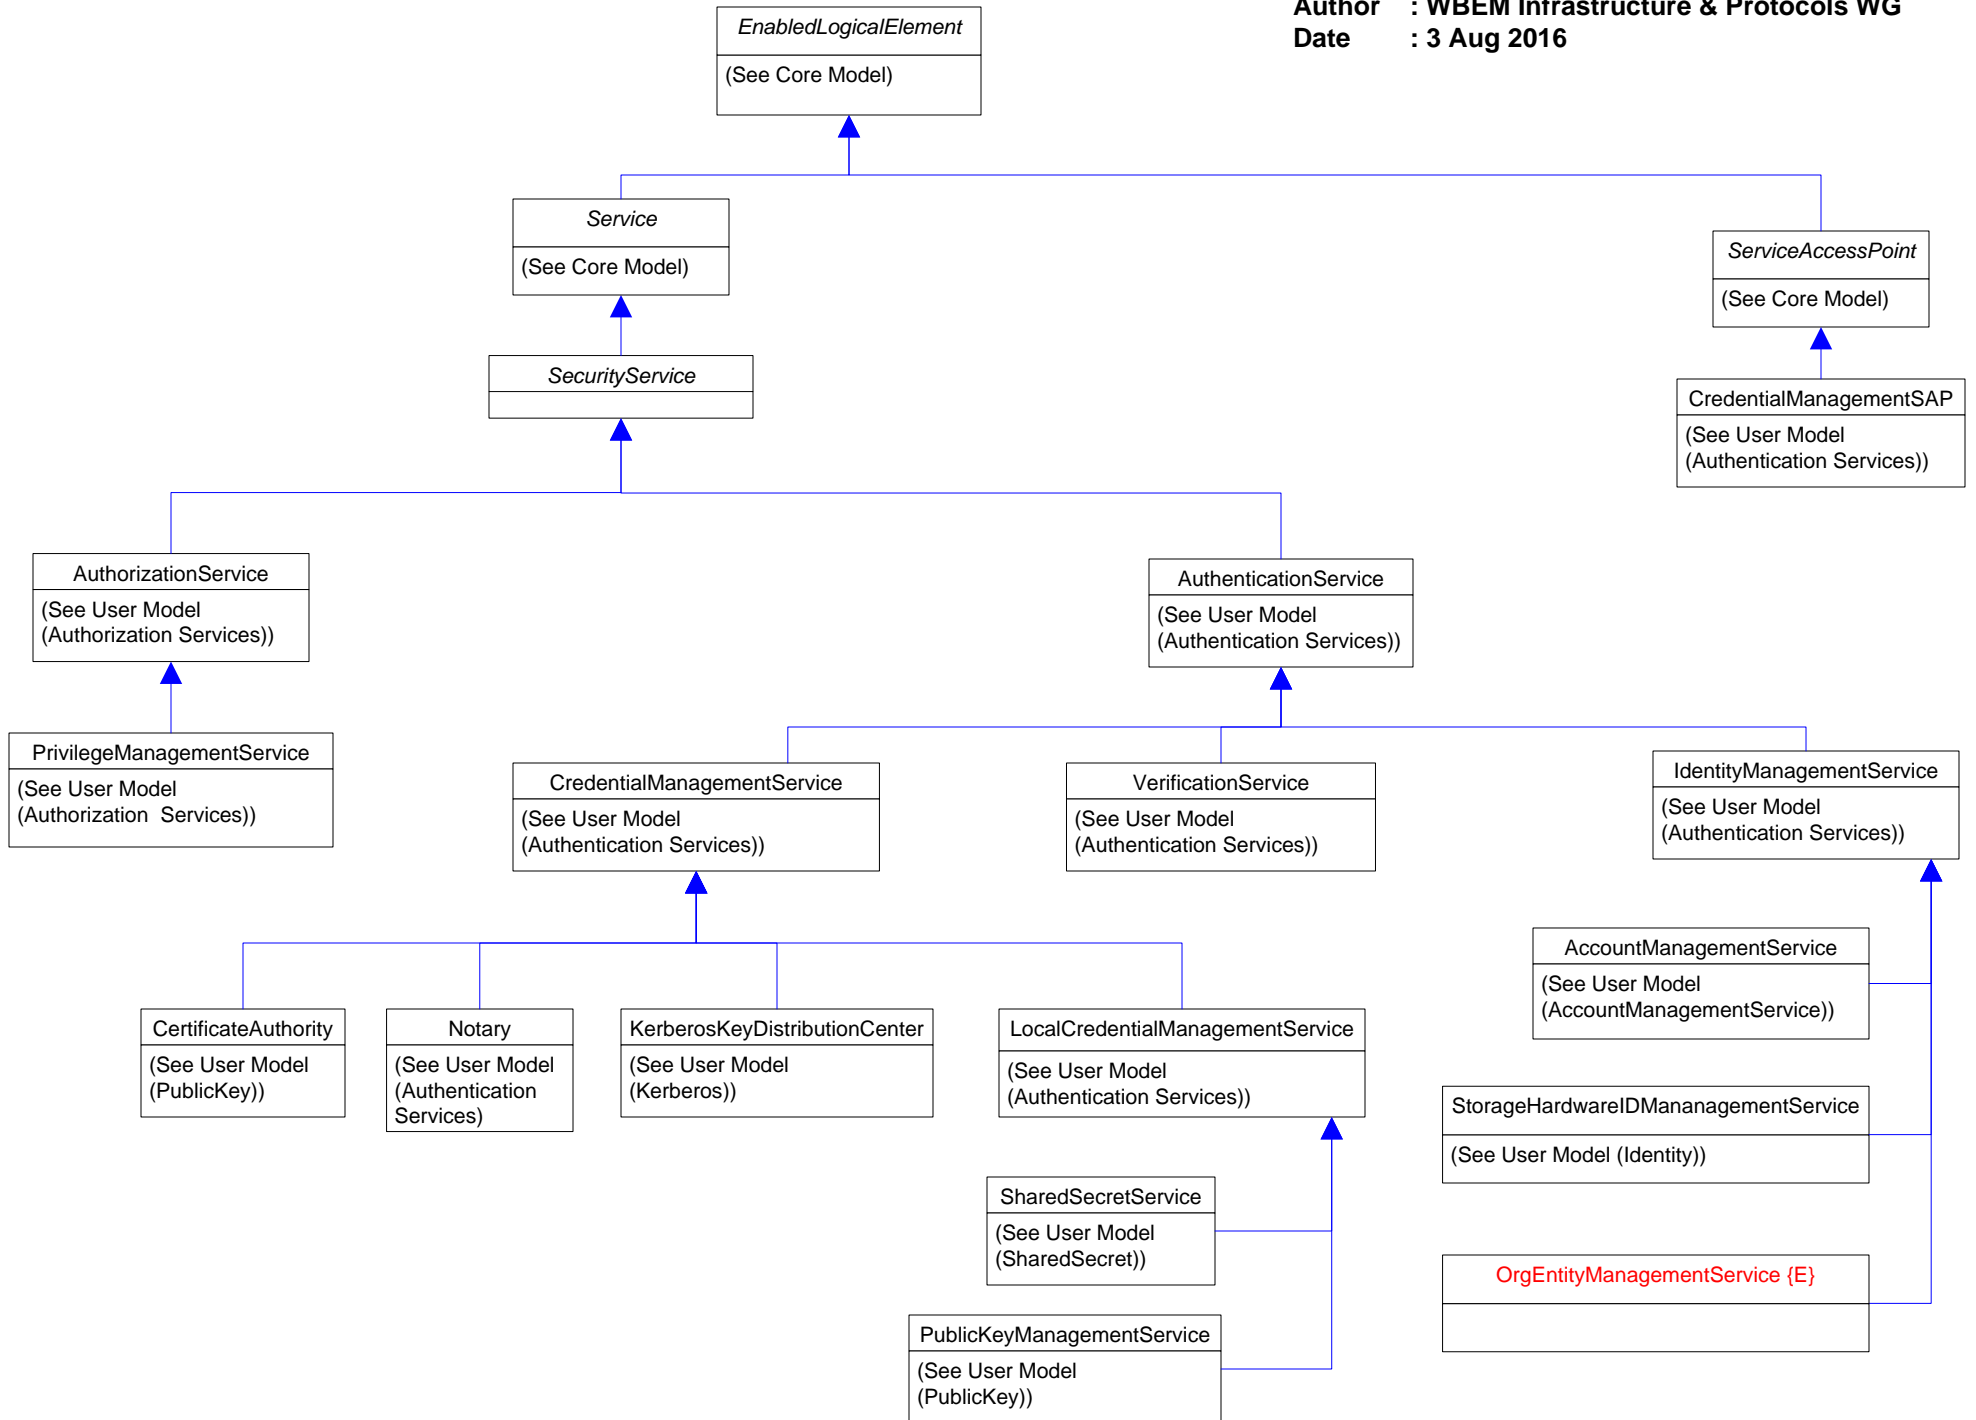 Author : WBEM Infrastructure & Protocols WG
Date : 3 Aug 2016
EnabledLogicalElement
(See Core Model)
Service
(See Core Model)
ServiceAccessPoint
(See Core Model)
SecurityService
CredentialManagementSAP
(See User Model
(Authentication Services))
AuthorizationService
(See User Model
(Authorization Services))
AuthenticationService
(See User Model
(Authentication Services))
PrivilegeManagementService
(See User Model
(Authorization  Services))
CredentialManagementService
(See User Model
(Authentication Services))
VerificationService
(See User Model
(Authentication Services))
IdentityManagementService
(See User Model
(Authentication Services))
AccountManagementService
(See User Model
(AccountManagementService))
CertificateAuthority
(See User Model
(PublicKey))
Notary
(See User Model
(Authentication
Services)
KerberosKeyDistributionCenter
(See User Model
(Kerberos))
LocalCredentialManagementService
(See User Model
(Authentication Services))
StorageHardwareIDMananagementService
(See User Model (Identity))
SharedSecretService
(See User Model
(SharedSecret))
OrgEntityManagementService {E}
PublicKeyManagementService
(See User Model
(PublicKey))